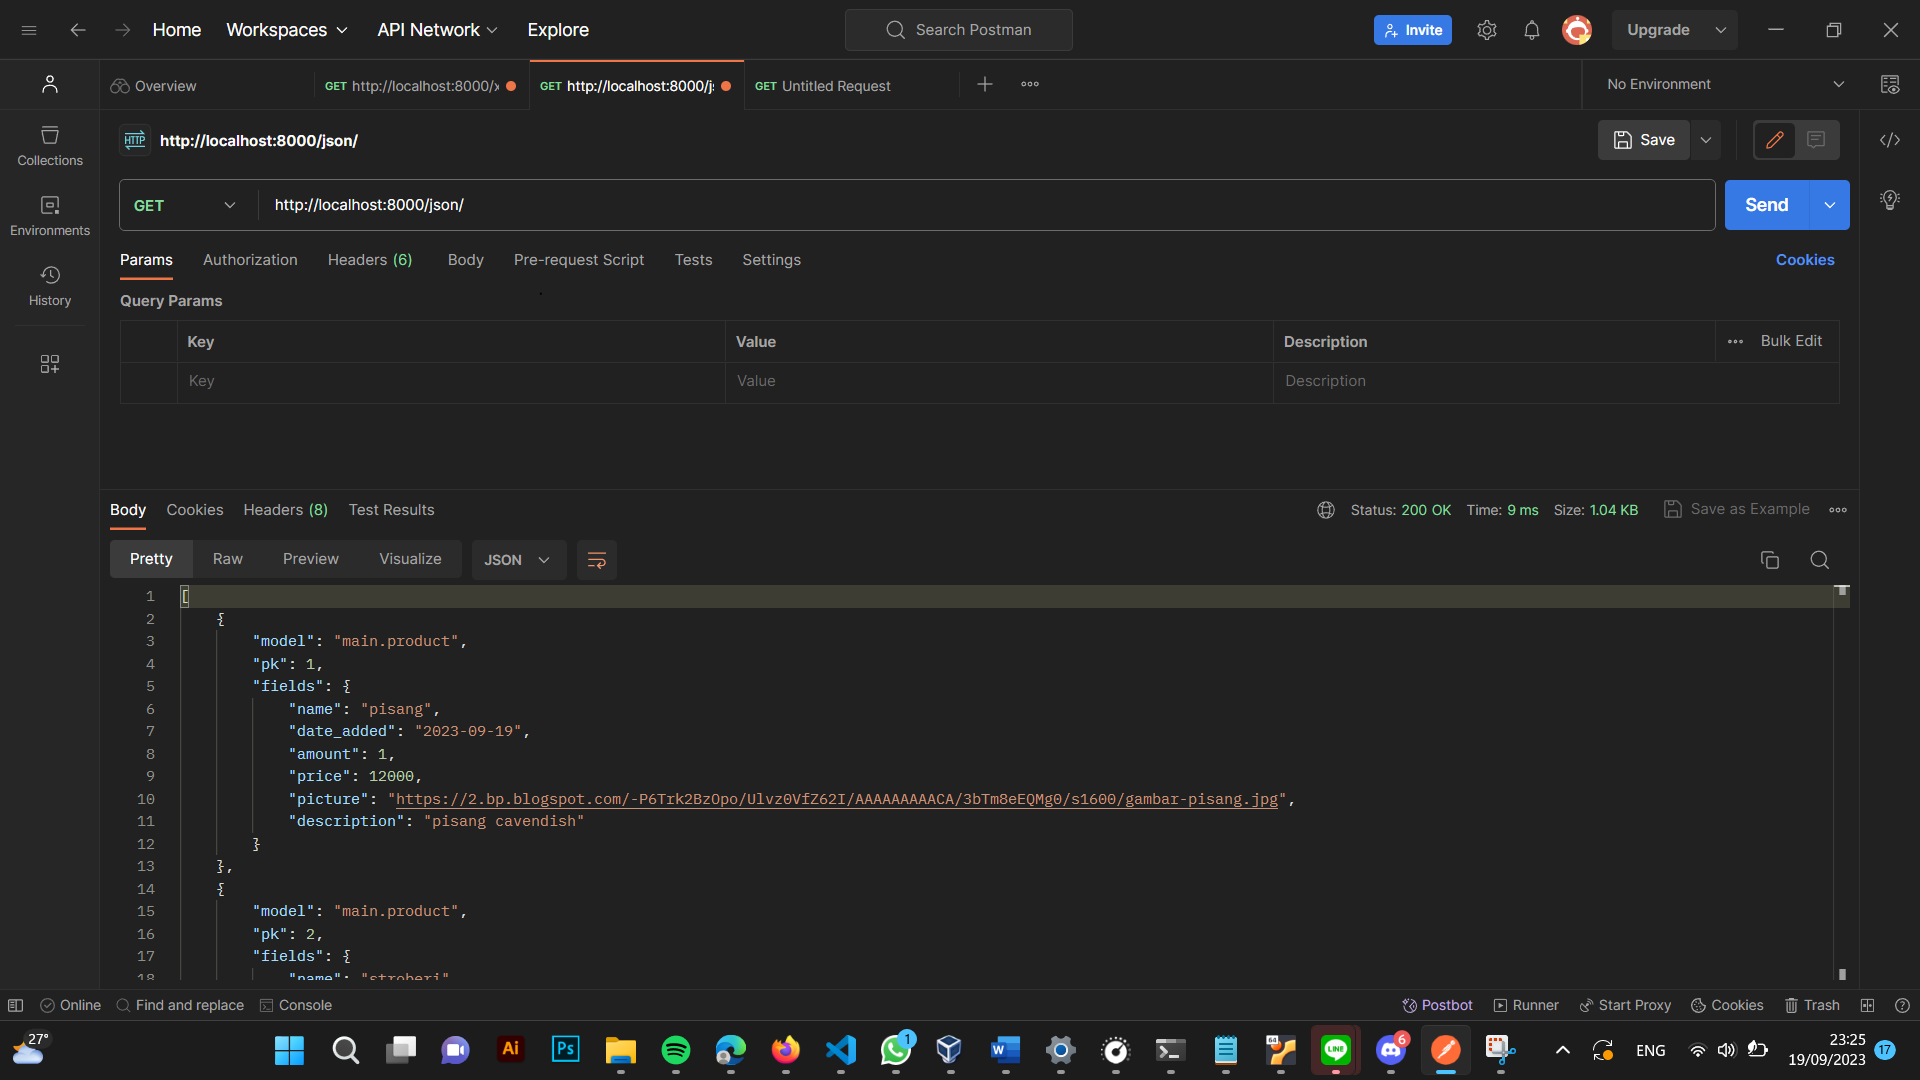 Home Workspaces API Network Explore Search Postman Invite Upgrade
Overview GET http://localhost:8000/x GET http://localhost:8000/j GET Untitled Request No Environment
HTTP http://localhost:8000/json/ Save
Collections
GET http://localhost:8000/json/ Send
Environments
Params Authorization Headers (6) Body Pre-request Script Tests Settings Cookies
History
Query Params
Key Value Description Bulk Edit
Key Value Description
Body Cookies Headers (8) Test Results Status: 200 OK Time: 9 ms Size: 1.04 KB Save as Example
Pretty Raw Preview Visualize JSON
1 [
2 {
3 "model": "main.product",
4 "pk": 1,
5 "fields": {
6 "name": "pisang",
7 "date_added": "2023-09-19",
8 "amount": 1,
9 "price": 12000,
10 "picture": "https://2.bp.blogspot.com/-P6Trk2BzOpo/Ulvz0VfZ62I/AAAAAAAAACA/3bTm8eEQMg0/s1600/gambar-pisang.jpg",
11 "description": "pisang cavendish"
12 }
13 },
14 {
15 "model": "main.product",
16 "pk": 2,
17 "fields": {
18 "name": "stroberi"
Online Find and replace Console Postbot Runner Start Proxy Cookies Trash
27° Ai Ps 1 W 64 LINE 6 ENG 23:25
19/09/2023 17